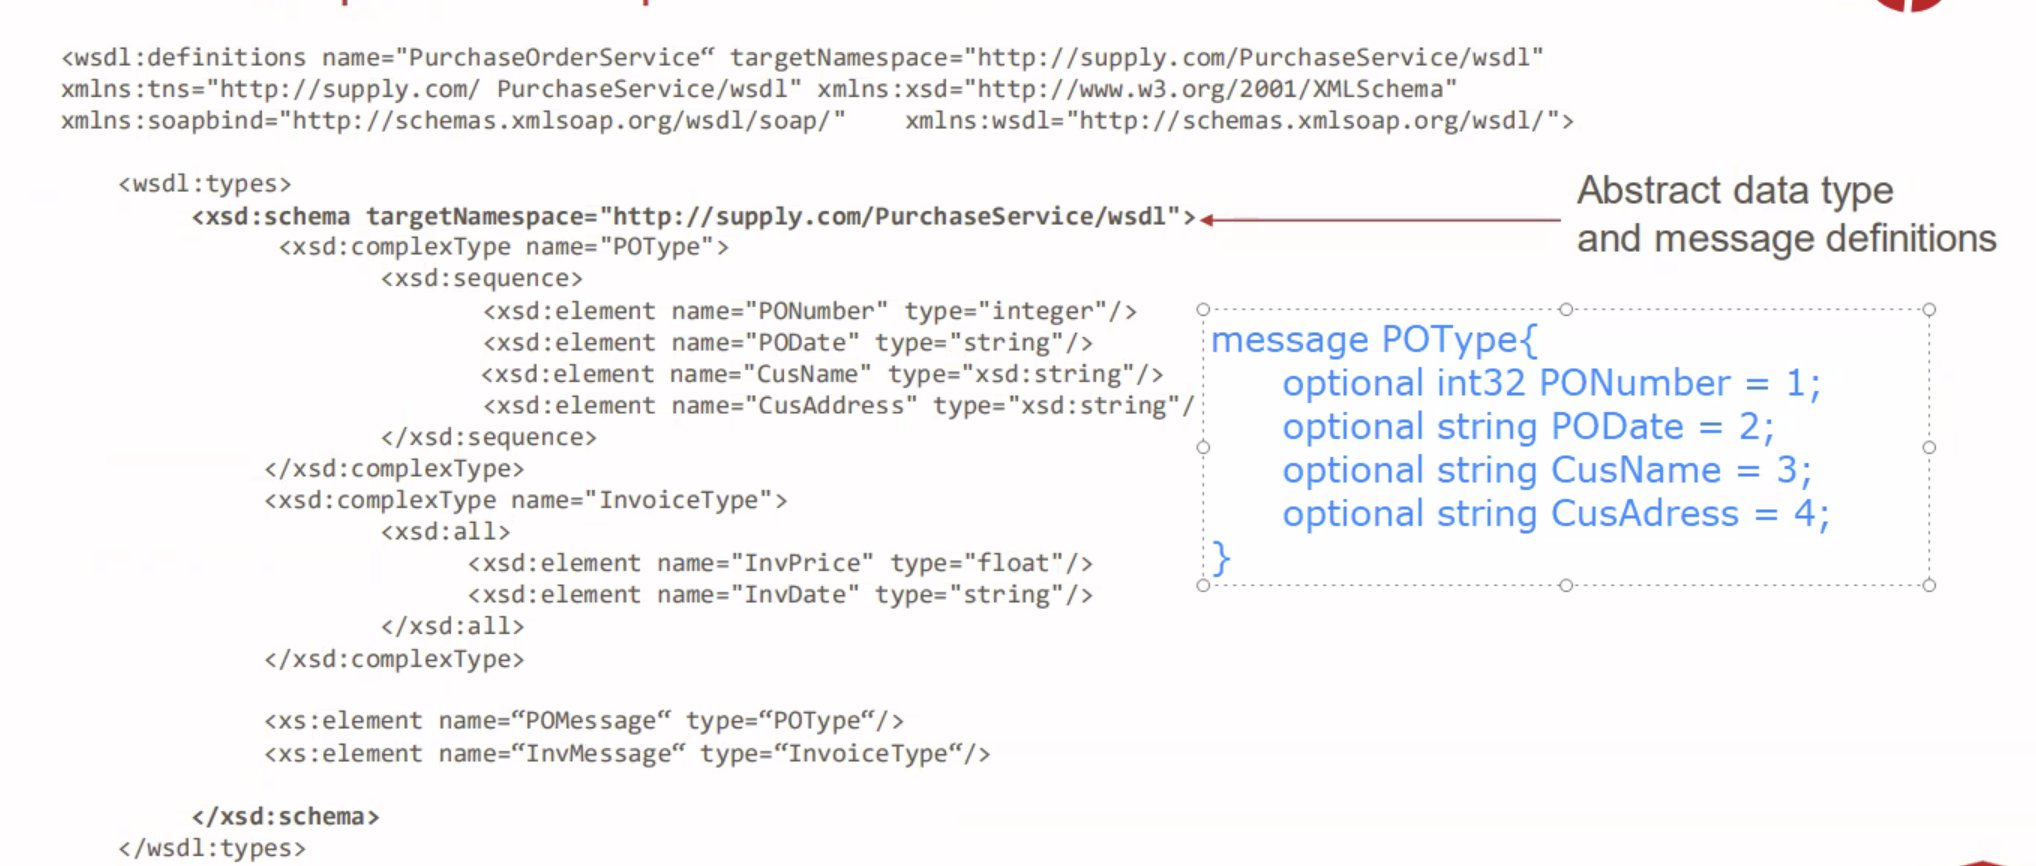 <wsdl:definitions name="PurchaseOrderService“ targetNamespace="http://supply.com/PurchaseService/wsdl"
xmlns:tns="http://supply.com/ PurchaseService/wsdl" xmlns:xsd="http://www.w3.org/2001/XMLSchema"
xmlns:soapbind="http://schemas.xmlsoap.org/wsdl/soap/" xmlns:wsdl="http://schemas.xmlsoap.org/wsdl/">
<wsdl:types>
<xsd:schema targetNamespace="http://supply.com/PurchaseService/wsdl">
Abstract data type
and message definitions
<xsd:complexType name="POType">
<xsd:sequence>
<xsd:element name="PONumber" type="integer"/>
<xsd:element name="PODate" type="string"/>
<xsd:element name="CusName" type="xsd:string"/>
<xsd:element name="CusAddress" type="xsd:string"/
</xsd:sequence>
</xsd:complexType>
<xsd:complexType name="InvoiceType">
<xsd:all>
<xsd:element name="InvPrice" type="float"/>
<xsd:element name="InvDate" type="string"/>
</xsd:all>
</xsd:complexType>
<xs:element name=“POMessage“ type=“POType“/>
<xs:element name=“InvMessage“ type=“InvoiceType“/>
</xsd:schema>
</wsdl:types>
message POType{
optional int32 PONumber = 1;
optional string PODate = 2;
optional string CusName = 3;
optional string CusAdress = 4;
}